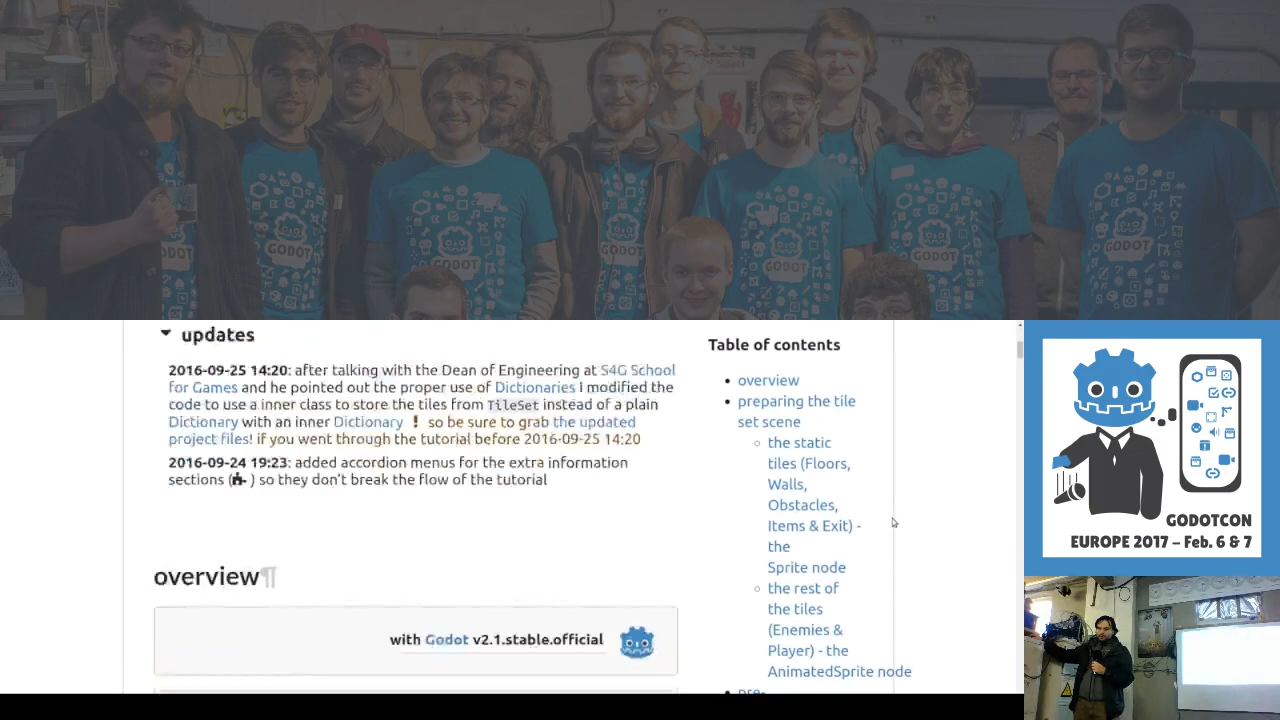 GODOT
GODOT
GODOT
GODOT
GODOT
GODOT
GODOT
updates
2016-09-25 14:20: after talking with the Dean of Engineering at S4G School
for Games and he pointed out the proper use of Dictionaries I modified the
code to use a inner class to store the tiles from TileSet instead of a plain
Dictionary with an inner Dictionary ❗ so be sure to grab the updated
project files! if you went through the tutorial before 2016-09-25 14:20
2016-09-24 19:23: added accordion menus for the extra information
sections ( ) so they don't break the flow of the tutorial
overview¶
with Godot v2.1.stable.official
Table of contents
• overview
• preparing the tile
set scene
◦ the static
tiles (Floors,
Walls,
Obstacles,
Items & Exit) -
the
Sprite node
◦ the rest of
the tiles
(Enemies &
Player) - the
AnimatedSprite node
• pre-
GODOTCON
EUROPE 2017 – Feb. 6 & 7